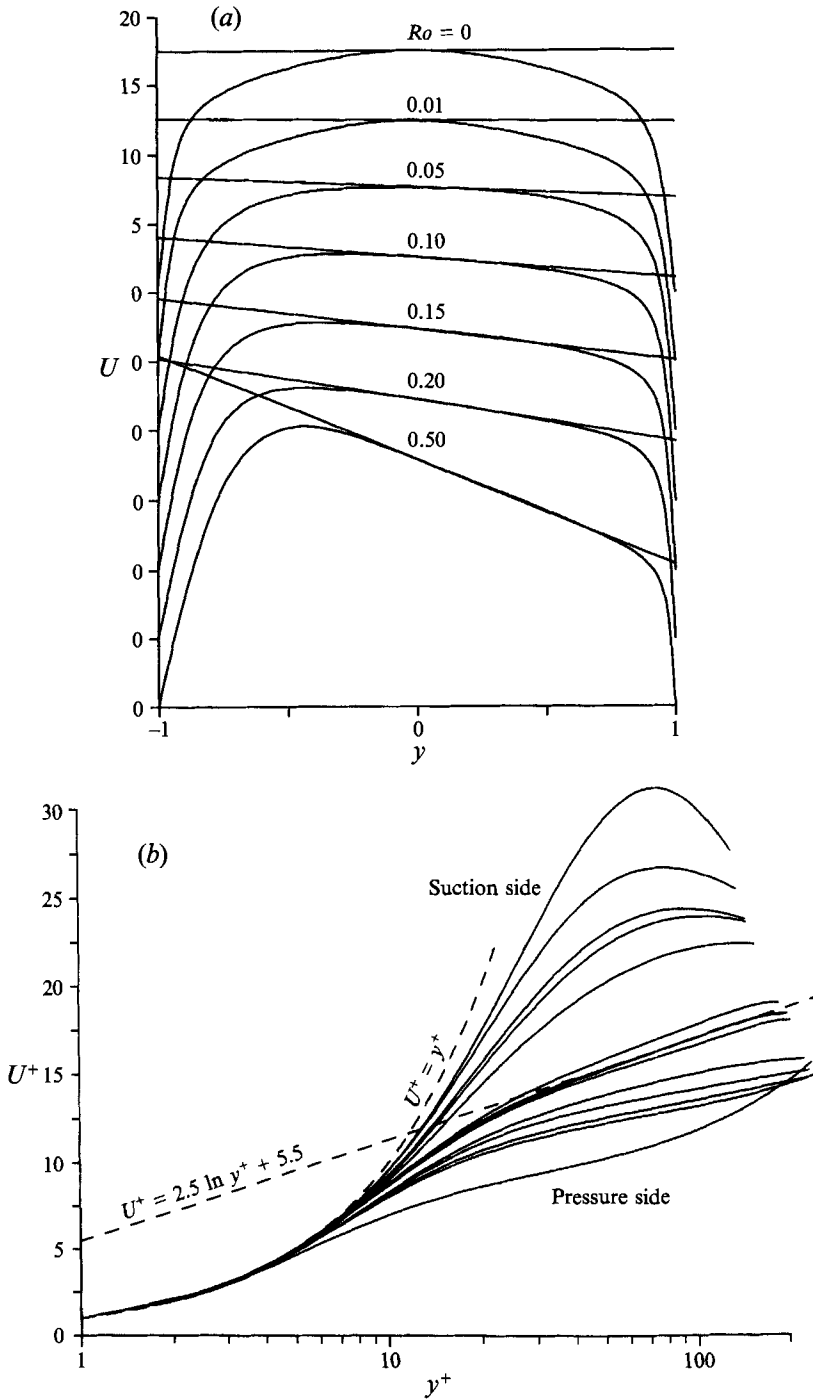 (a)
20
15
10
5
0
0
0
0
0
0
0
U
Ro = 0
0.01
0.05
0.10
0.15
0.20
0.50
−1
0
1
y
(b)
30
25
20
15
10
5
0
U⁺
Suction side
U⁺ = y⁺
U⁺ = 2.5 ln y⁺ + 5.5
Pressure side
1
10
100
y⁺